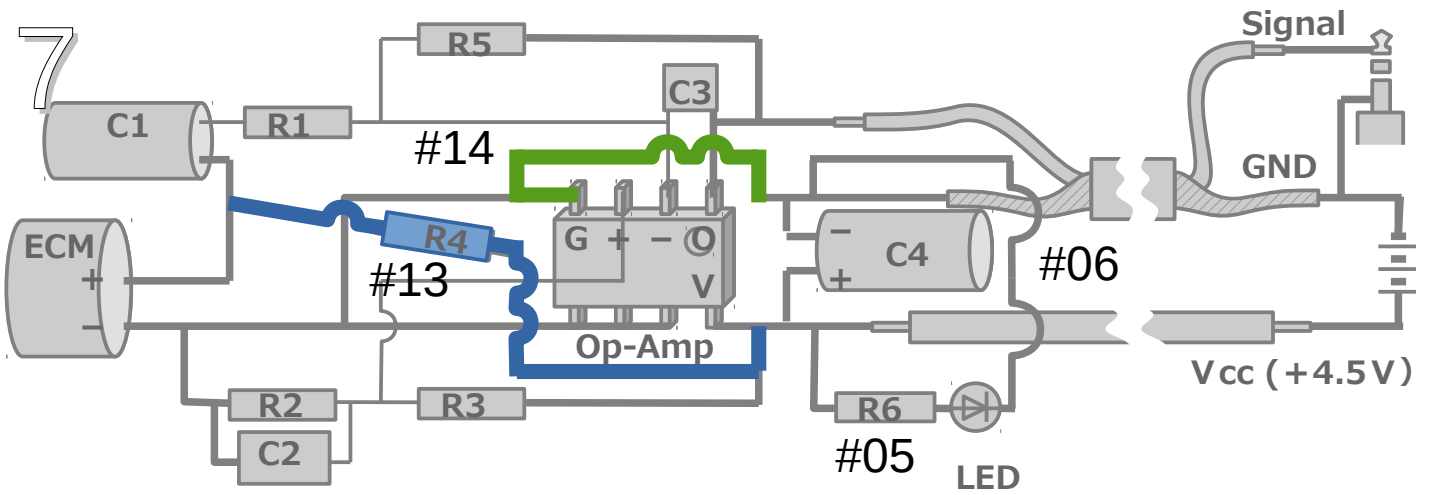 7
Signal
R5
C3
C1
R1
#14
GND
G + − O
V
ECM
+
−
R4
#13
−
C4
+
#06
Op-Amp
Vcc (+4.5V)
R2
R3
R6
C2
#05
LED